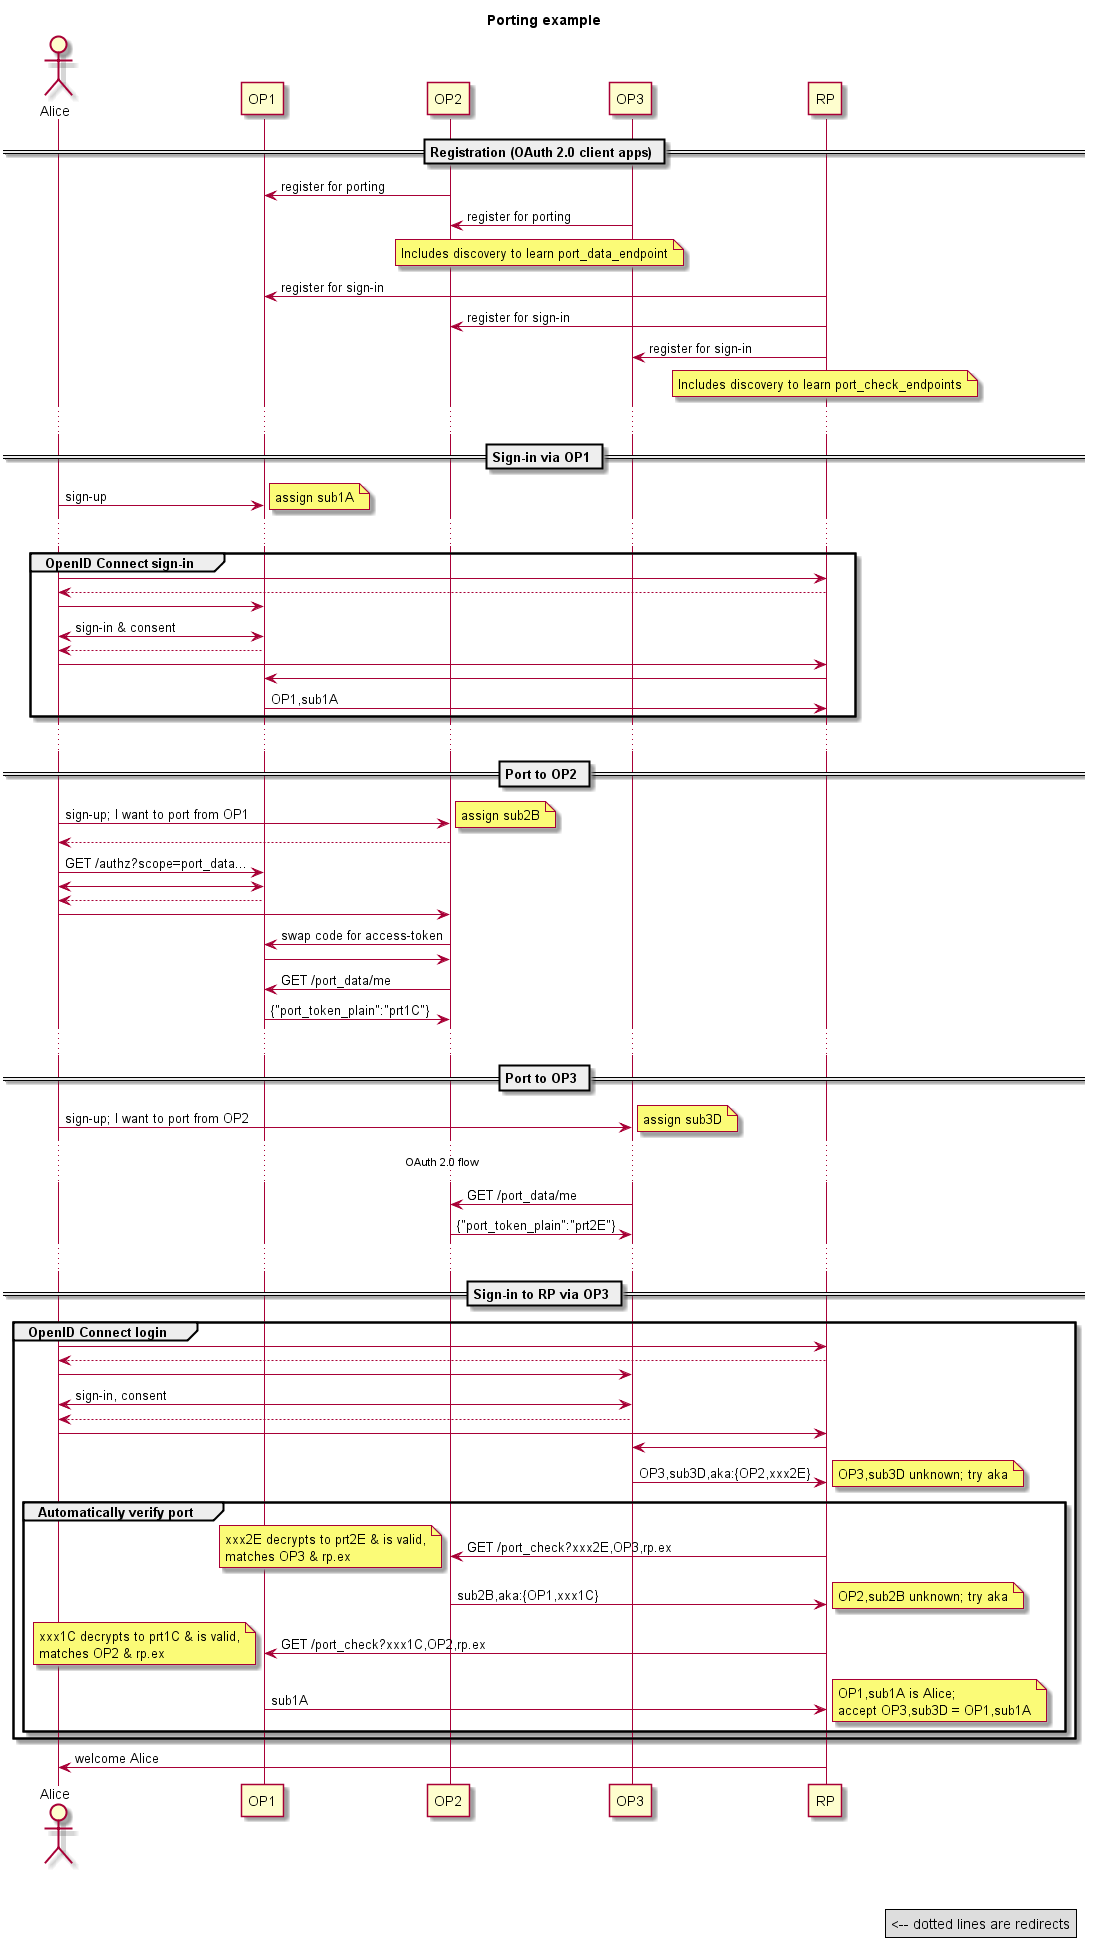 Porting example
Alice
OP1
OP2
OP3
RP
Registration (OAuth 2.0 client apps)
register for porting
register for porting
Includes discovery to learn port_data_endpoint
register for sign-in
register for sign-in
register for sign-in
Includes discovery to learn port_check_endpoints
Sign-in via OP1
sign-up
assign sub1A
OpenID Connect sign-in
sign-in & consent
OP1,sub1A
Port to OP2
sign-up; I want to port from OP1
assign sub2B
GET /authz?scope=port_data...
swap code for access-token
GET /port_data/me
{"port_token_plain":"prt1C"}
Port to OP3
sign-up; I want to port from OP2
assign sub3D
OAuth 2.0 flow
GET /port_data/me
{"port_token_plain":"prt2E"}
Sign-in to RP via OP3
OpenID Connect login
sign-in, consent
OP3,sub3D,aka:{OP2,xxx2E}
OP3,sub3D unknown; try aka
Automatically verify port
xxx2E decrypts to prt2E & is valid,
matches OP3 & rp.ex
GET /port_check?xxx2E,OP3,rp.ex
sub2B,aka:{OP1,xxx1C}
OP2,sub2B unknown; try aka
xxx1C decrypts to prt1C & is valid,
matches OP2 & rp.ex
GET /port_check?xxx1C,OP2,rp.ex
sub1A
OP1,sub1A is Alice;
accept OP3,sub3D = OP1,sub1A
welcome Alice
Alice
OP1
OP2
OP3
RP
<-- dotted lines are redirects